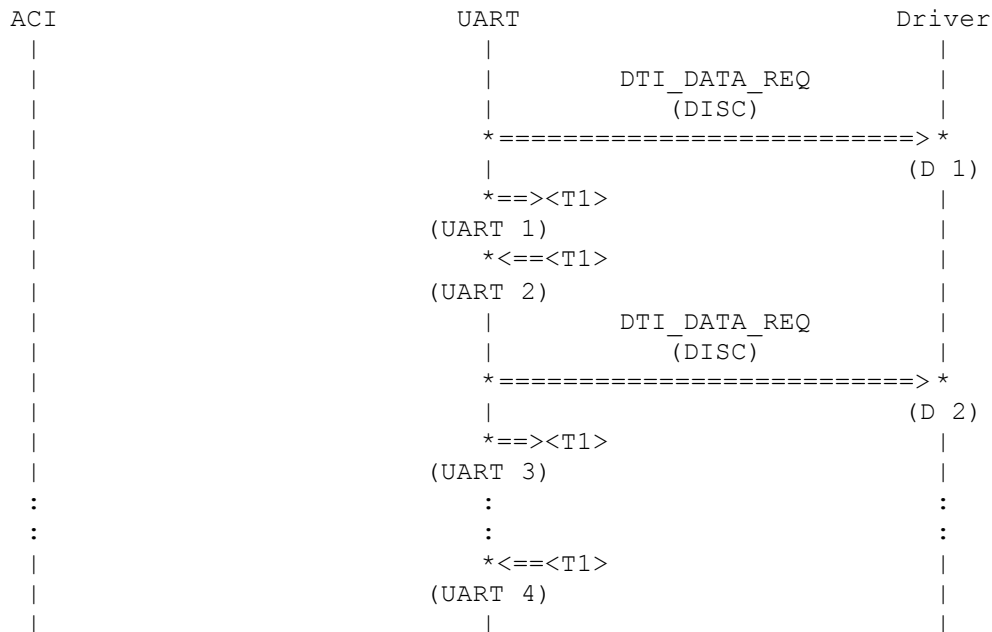 ACI UART Driver
| | |
| | DTI_DATA_REQ |
| | (DISC) |
| *==========================> *
| | (D 1)
| *==><T1> |
| (UART 1) |
| *<==<T1> |
| (UART 2) |
| | DTI_DATA_REQ |
| | (DISC) |
| *==========================> *
| | (D 2)
| *==><T1> |
| (UART 3) |
: : :
: : :
| *<==<T1> |
| (UART 4) |
| | |